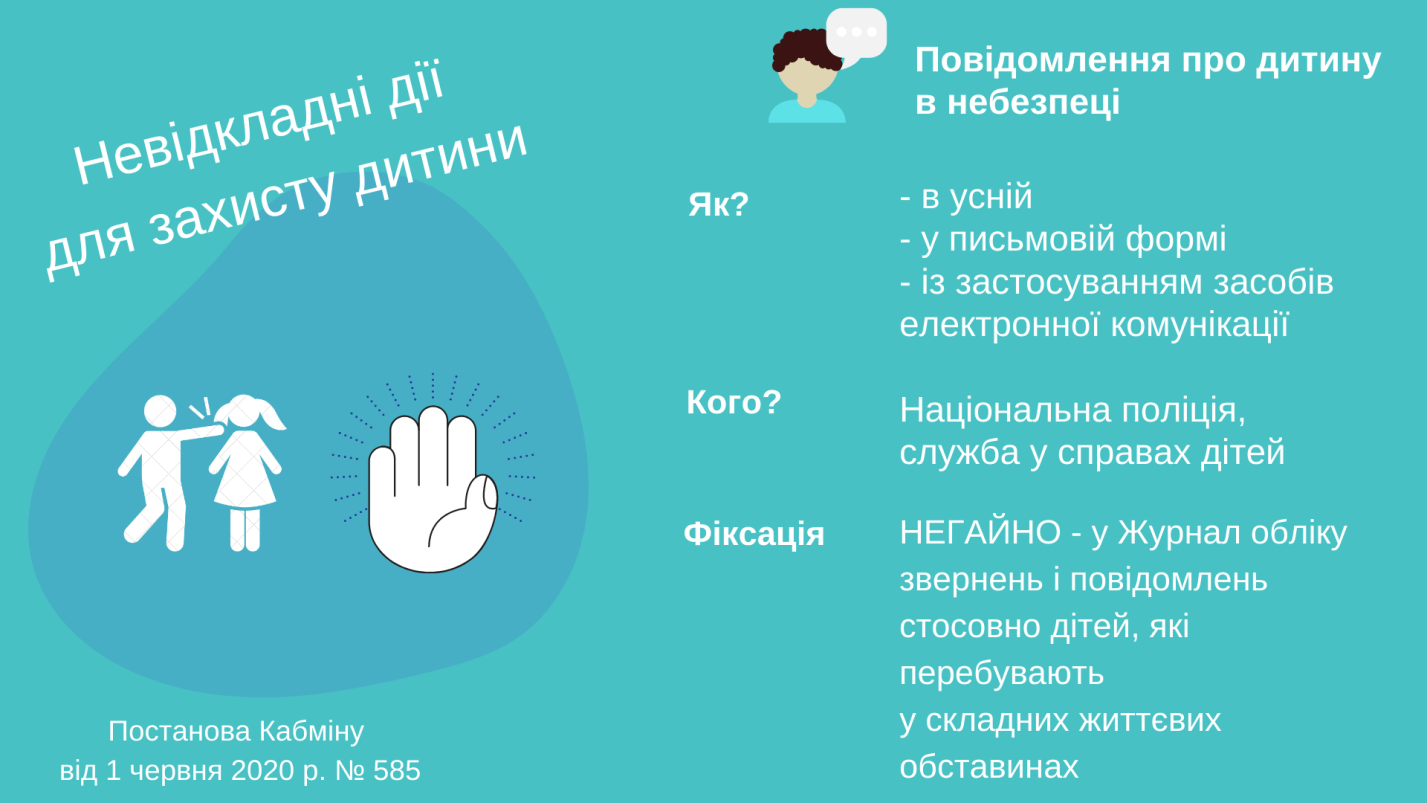 Невідкладні дії
для захисту дитини
Постанова Кабміну
від 1 червня 2020 р. № 585
Повідомлення про дитину
в небезпеці
Як?
- в усній
- у письмовій формі
- із застосуванням засобів
електронної комунікації
Кого?
Національна поліція,
служба у справах дітей
Фіксація
НЕГАЙНО - у Журнал обліку
звернень і повідомлень
стосовно дітей, які
перебувають
у складних життєвих
обставинах